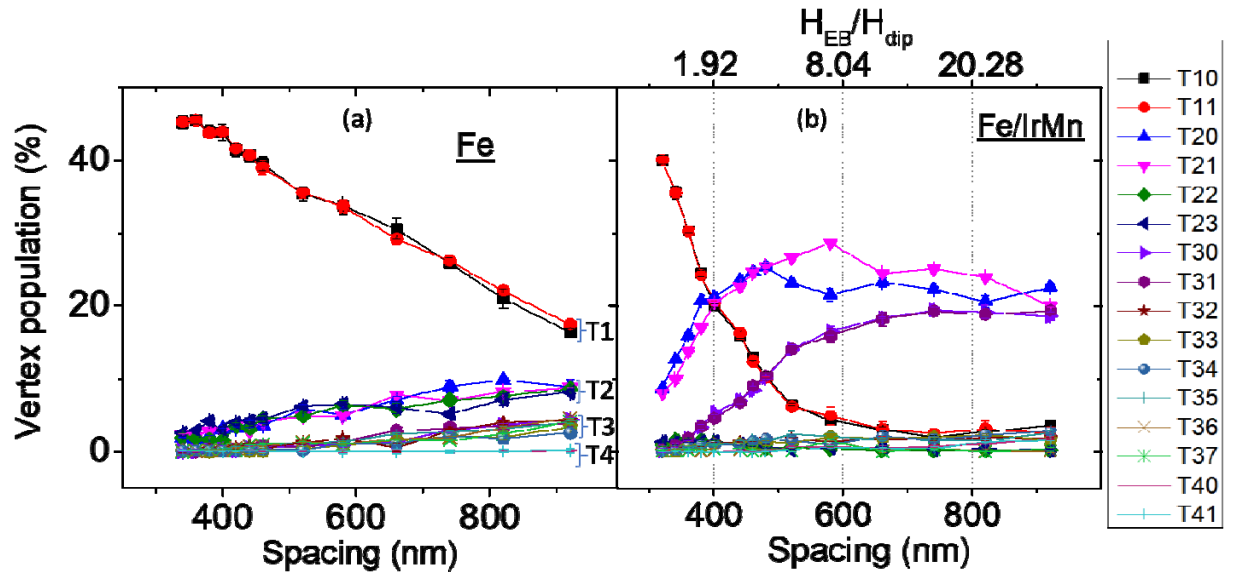 H_EB/H_dip
1.92 8.04 20.28
(a) Fe
(b) Fe/IrMn
Vertex population (%)
40
20
0
T1
T2
T3
T4
400 600 800
400 600 800
Spacing (nm)
Spacing (nm)
T10
T11
T20
T21
T22
T23
T30
T31
T32
T33
T34
T35
T36
T37
T40
T41